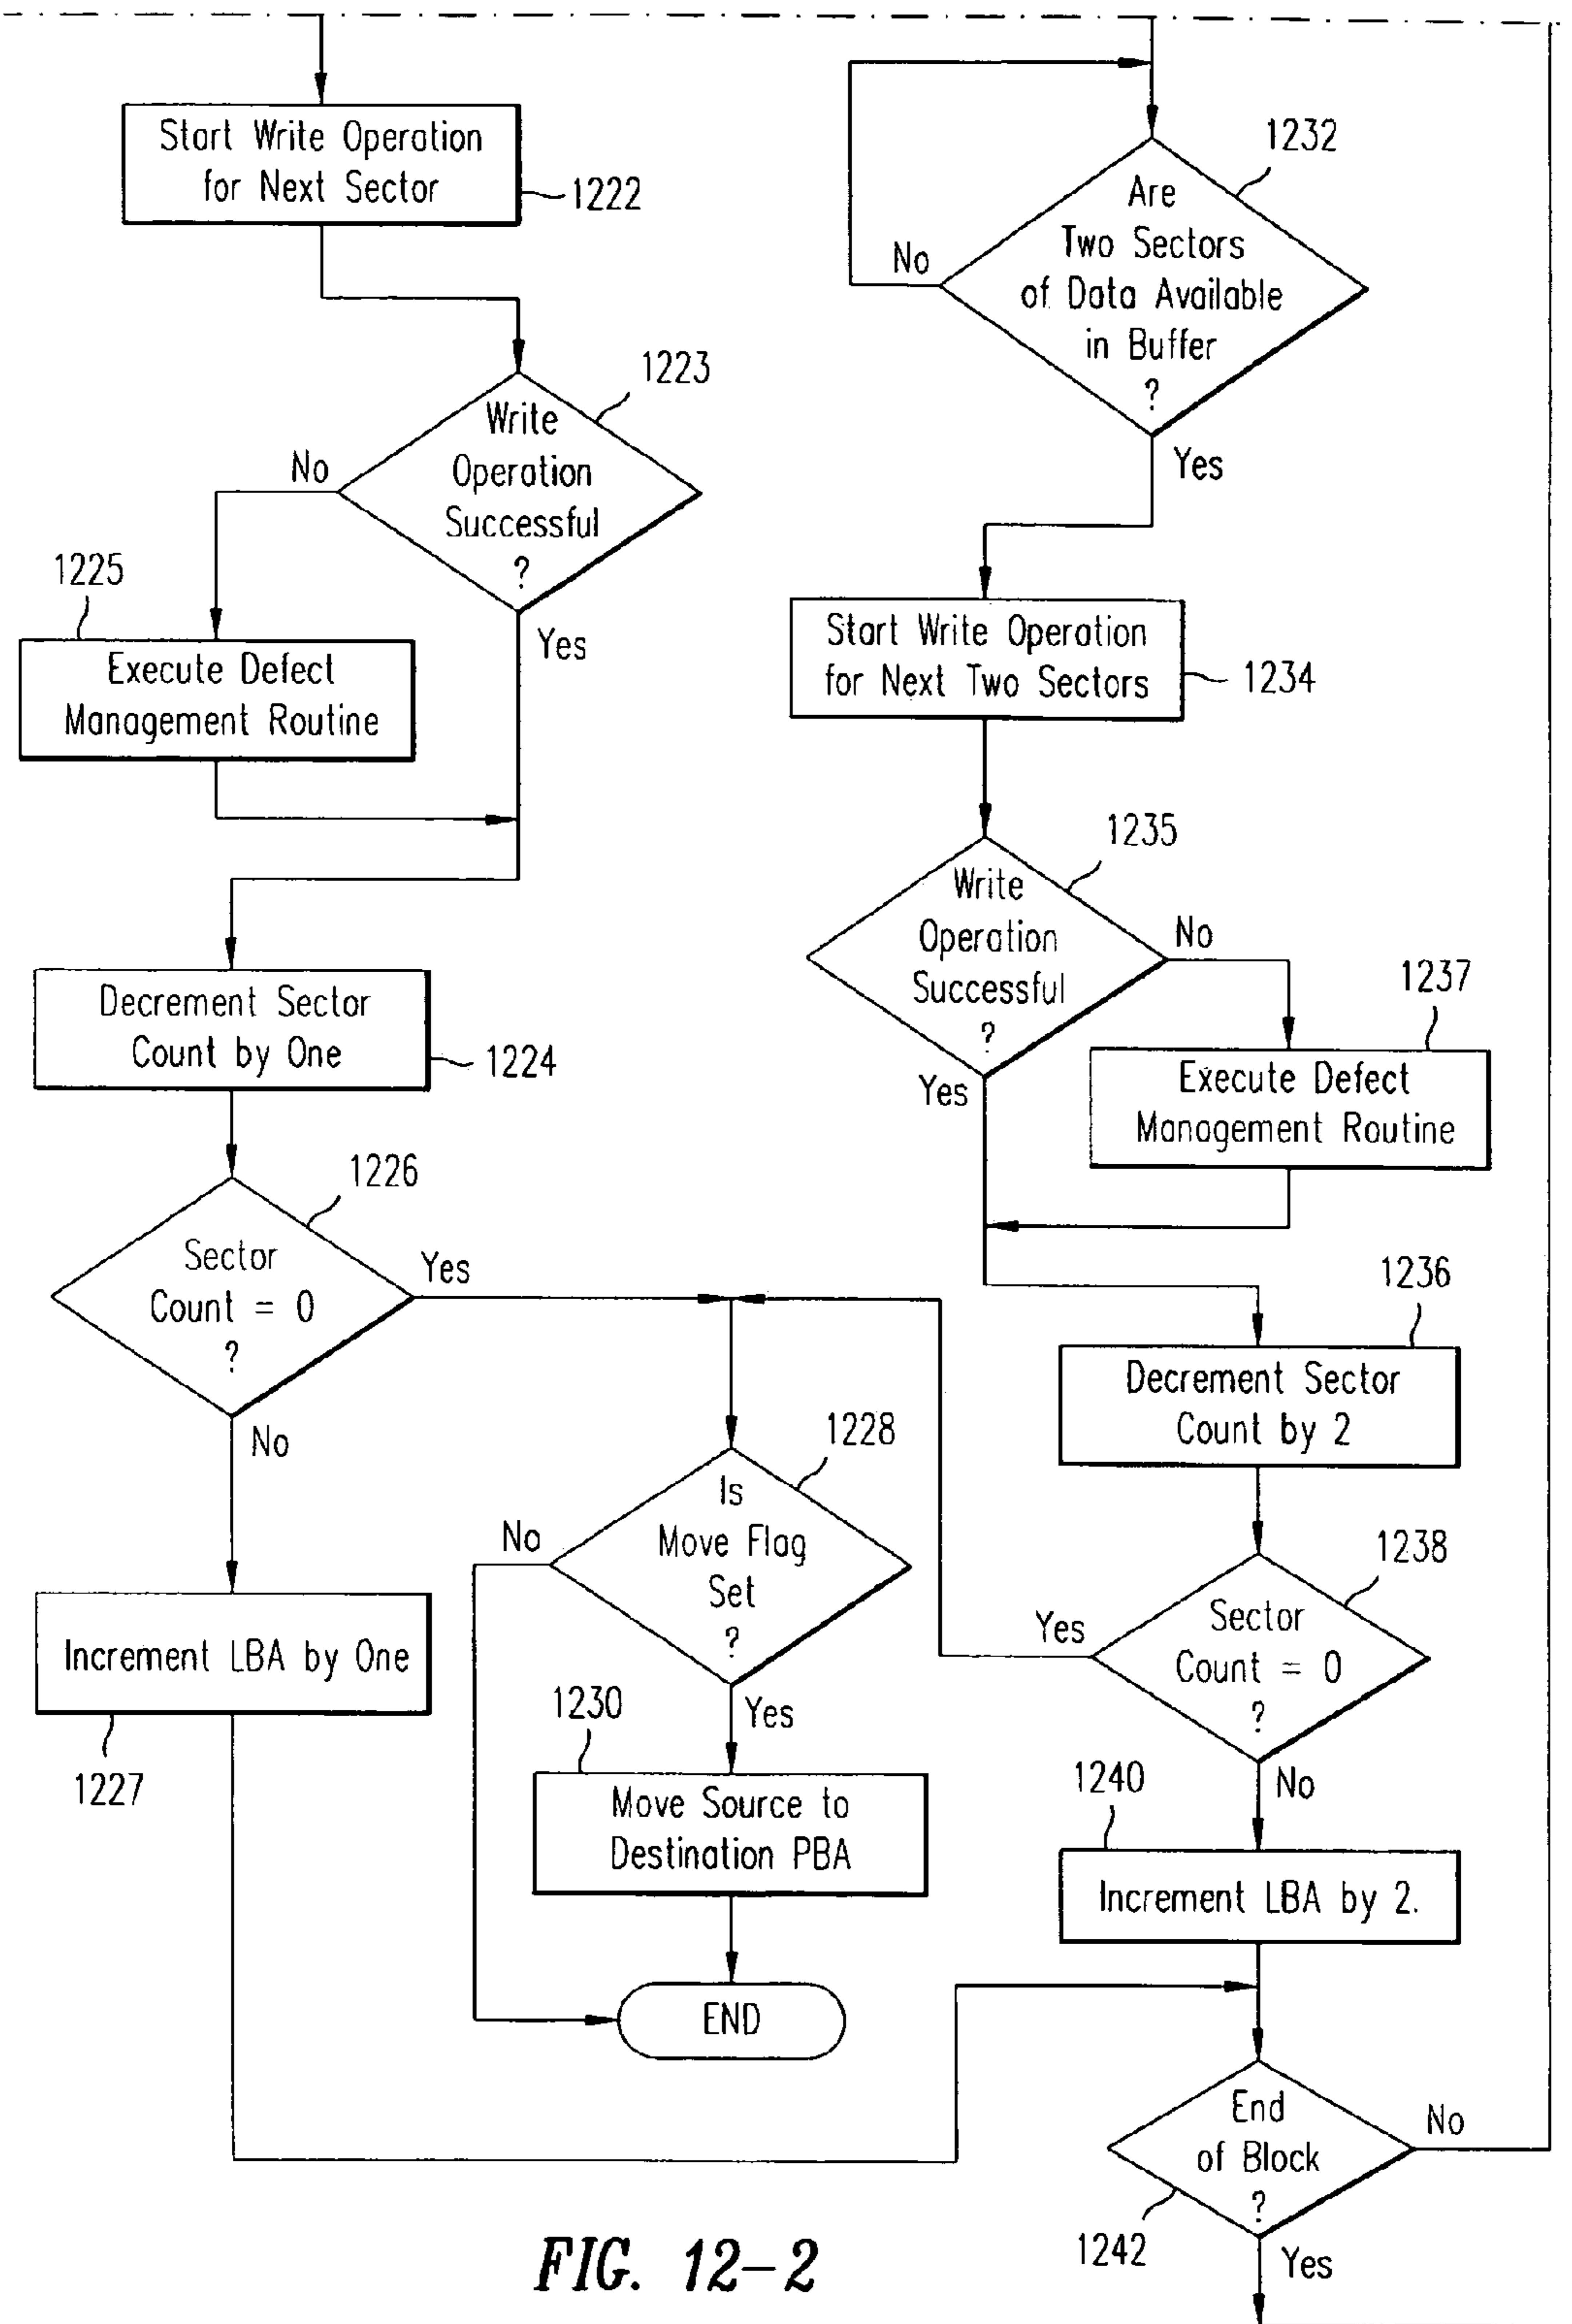 Start Write Operation
for Next Sector
1222
1223
Write
Operation
Successful
?
No
Yes
1225
Execute Defect
Management Routine
Decrement Sector
Count by One
1224
1226
Sector
Count = 0
?
Yes
No
Increment LBA by One
1227
1228
Is
Move Flag
Set
?
No
Yes
1230
Move Source to
Destination PBA
END
1232
Are
Two Sectors
of Data Available
in Buffer
?
No
Yes
Start Write Operation
for Next Two Sectors
1234
1235
Write
Operation
Successful
?
No
Yes
1237
Execute Defect
Management Routine
1236
Decrement Sector
Count by 2
1238
Sector
Count = 0
?
Yes
No
1240
Increment LBA by 2.
End
of Block
?
No
1242
Yes
FIG. 12-2